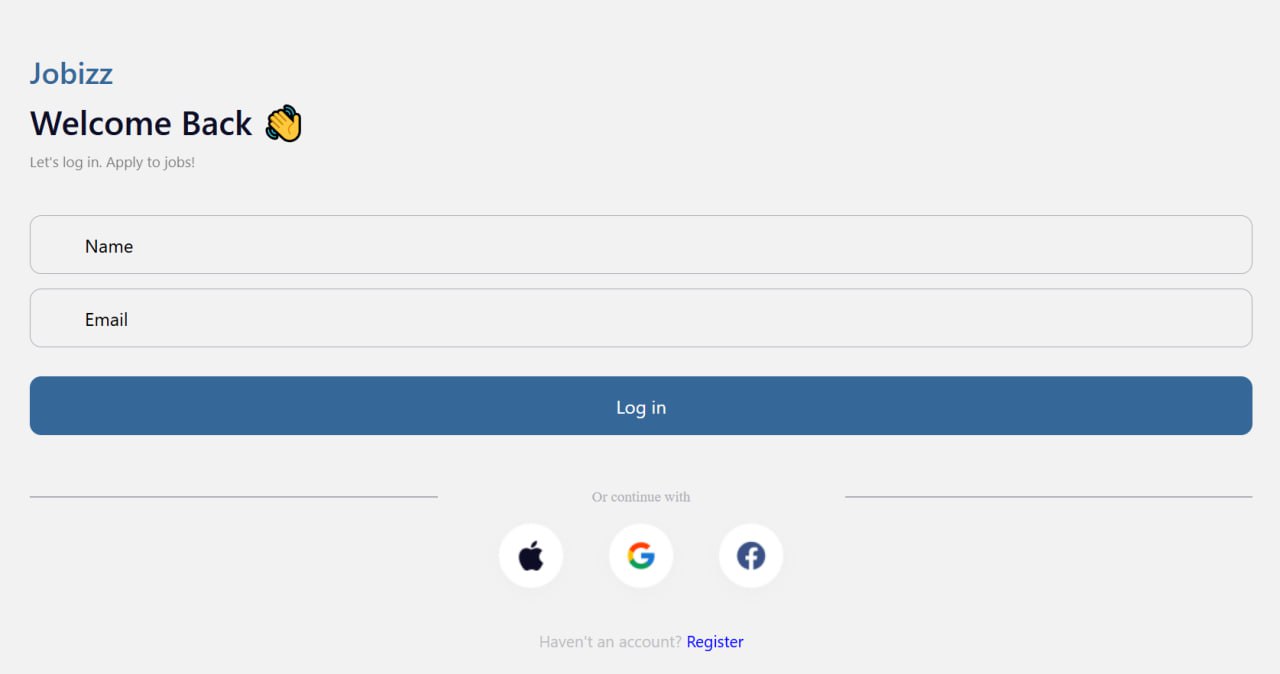 Jobizz
Welcome Back 👋
Let's log in. Apply to jobs!
Name
Email
Log in
Or continue with
Haven't an account? Register